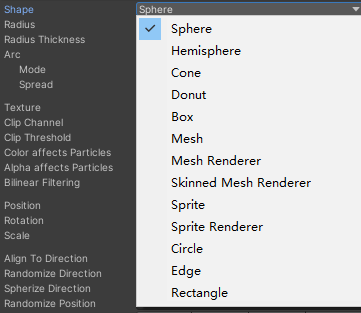 Shape Sphere
Radius
Radius Thickness
Arc
Mode
Spread
Texture
Clip Channel
Clip Threshold
Color affects Particles
Alpha affects Particles
Bilinear Filtering
Position
Rotation
Scale
Align To Direction
Randomize Direction
Spherize Direction
Randomize Position
Sphere
Hemisphere
Cone
Donut
Box
Mesh
Mesh Renderer
Skinned Mesh Renderer
Sprite
Sprite Renderer
Circle
Edge
Rectangle